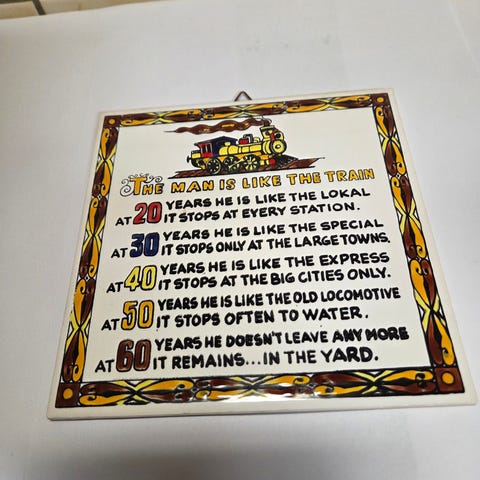 THE MAN IS LIKE THE TRAIN
AT 20 YEARS HE IS LIKE THE LOKAL
IT STOPS AT EYERY STATION.
AT 30 YEARS HE IS LIKE THE SPECIAL
IT STOPS ONLY AT THE LARGE TOWNS.
AT 40 YEARS HE IS LIKE THE EXPRESS
IT STOPS AT THE BIG CITIES ONLY.
AT 50 YEARS HE IS LIKE THE OLD LOCOMOTIVE
IT STOPS OFTEN TO WATER.
AT 60 YEARS HE DOESN'T LEAVE ANY MORE
IT REMAINS...IN THE YARD.